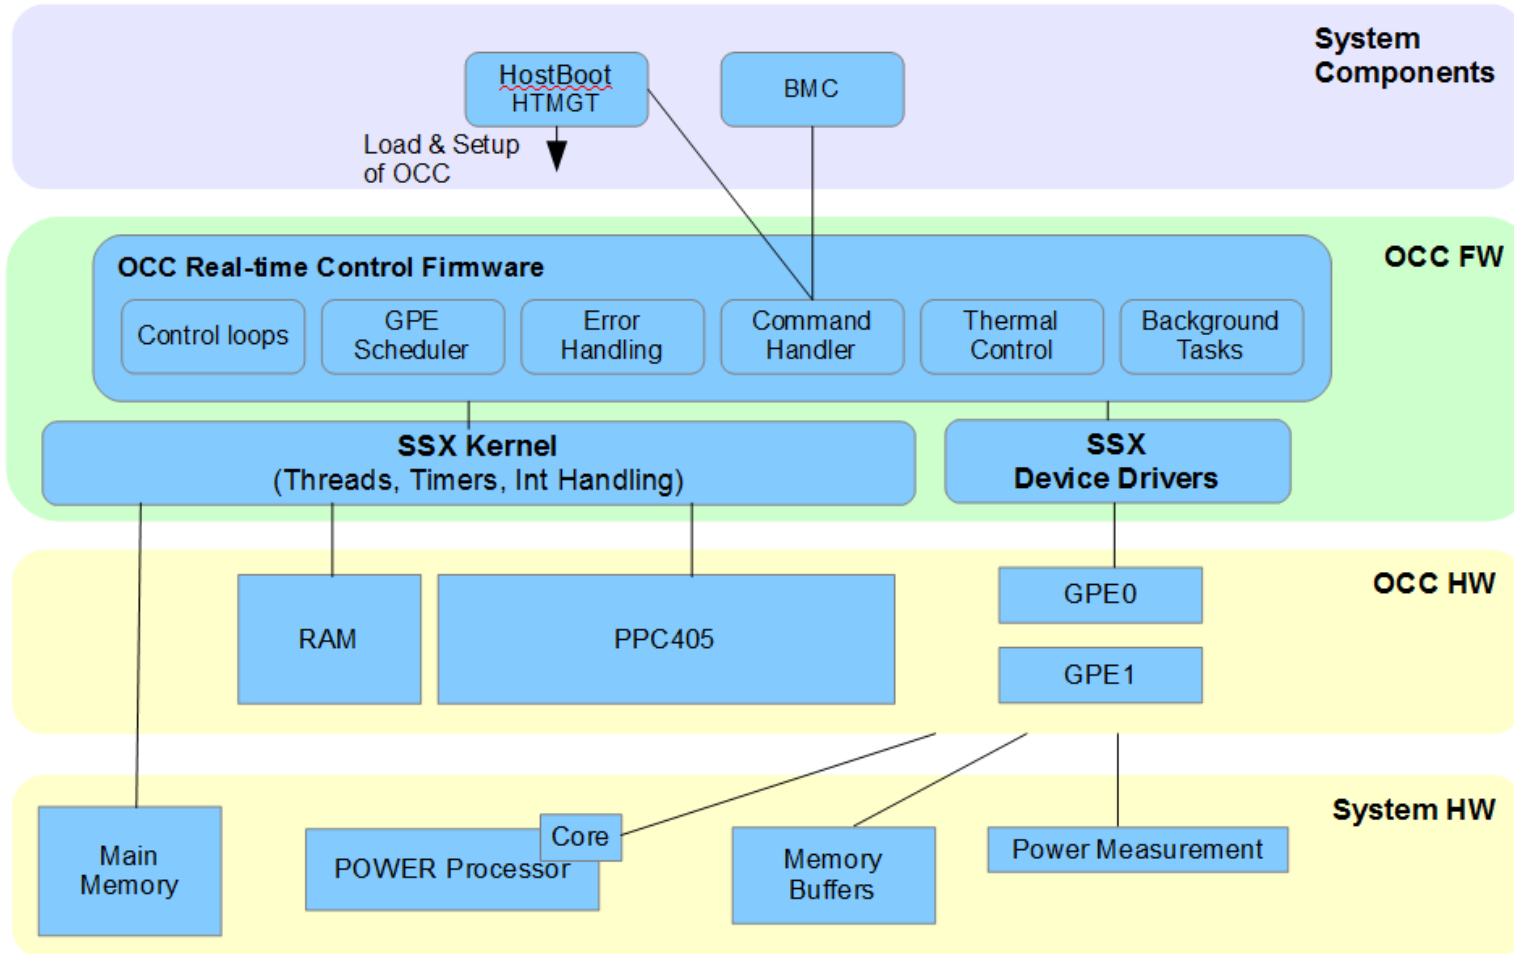 System
Components
HostBoot
HTMGT
BMC
Load & Setup
of OCC
OCC FW
OCC Real-time Control Firmware
Control loops
GPE
Scheduler
Error
Handling
Command
Handler
Thermal
Control
Background
Tasks
SSX Kernel
(Threads, Timers, Int Handling)
SSX
Device Drivers
OCC HW
RAM
PPC405
GPE0
GPE1
System HW
Main
Memory
Core
POWER Processor
Memory
Buffers
Power Measurement